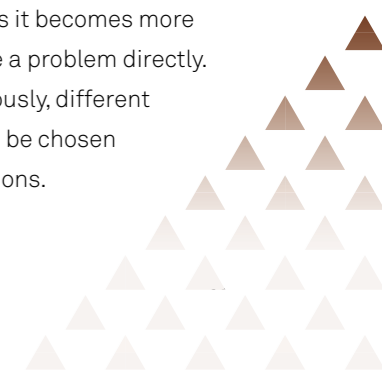 s it becomes more
e a problem directly.
ously, different
be chosen
ons.